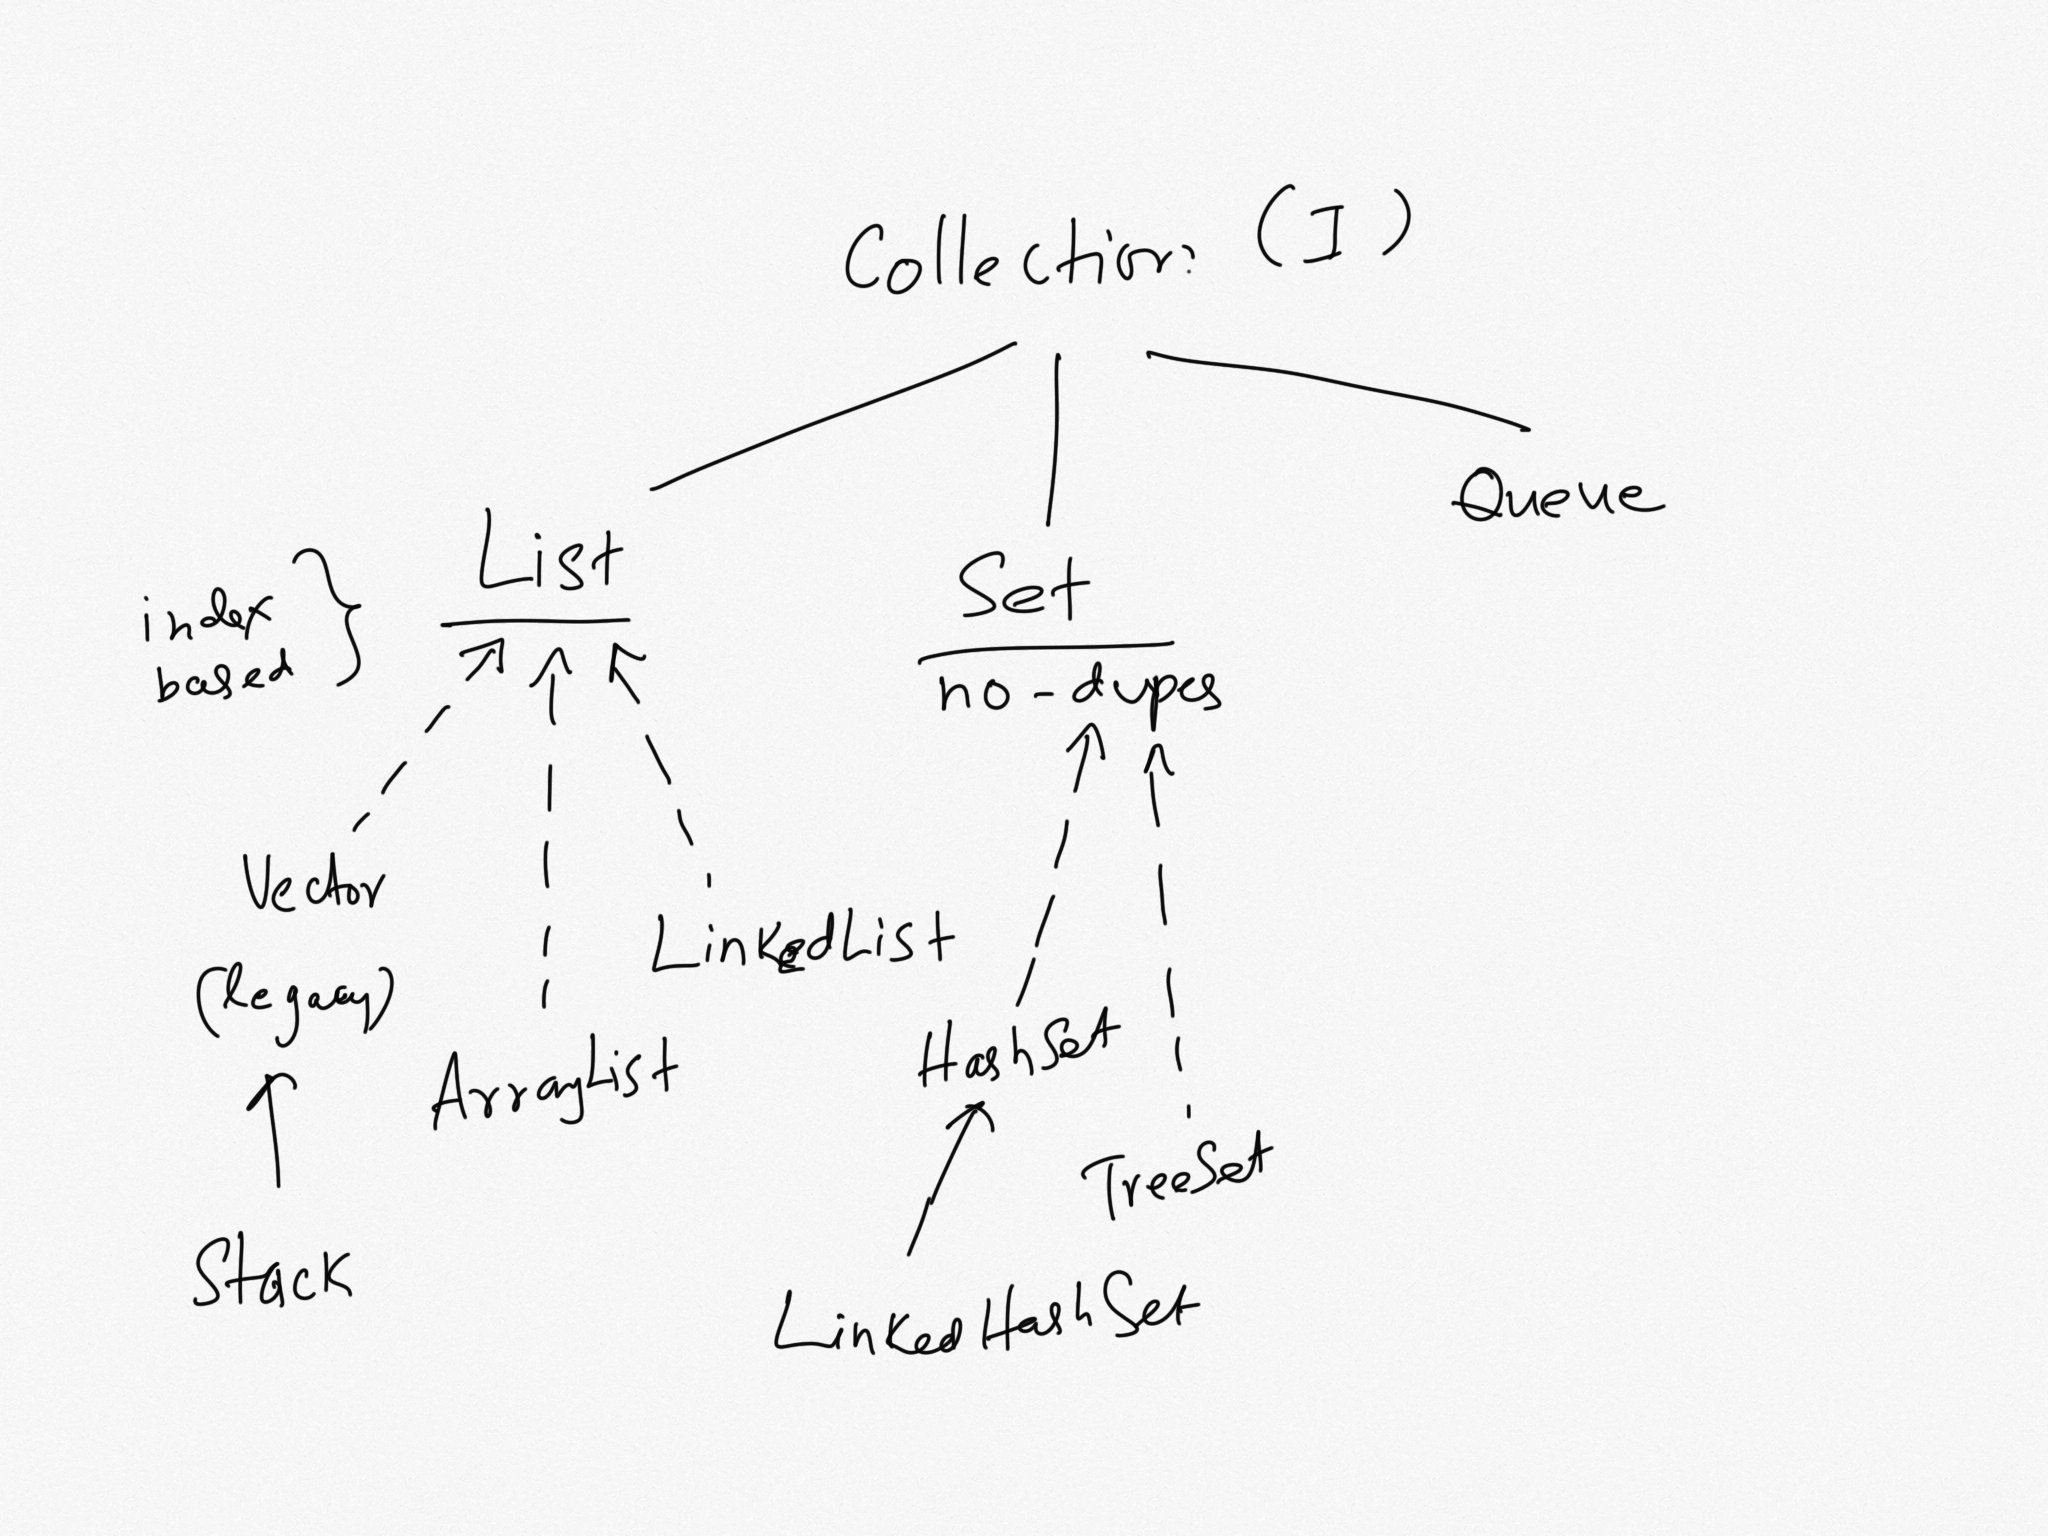 Collection (I)
List
Set
Queue
index
based
no-dupes
Vector
(legacy)
LinkedList
ArrayList
HashSet
TreeSet
Stack
LinkedHashSet